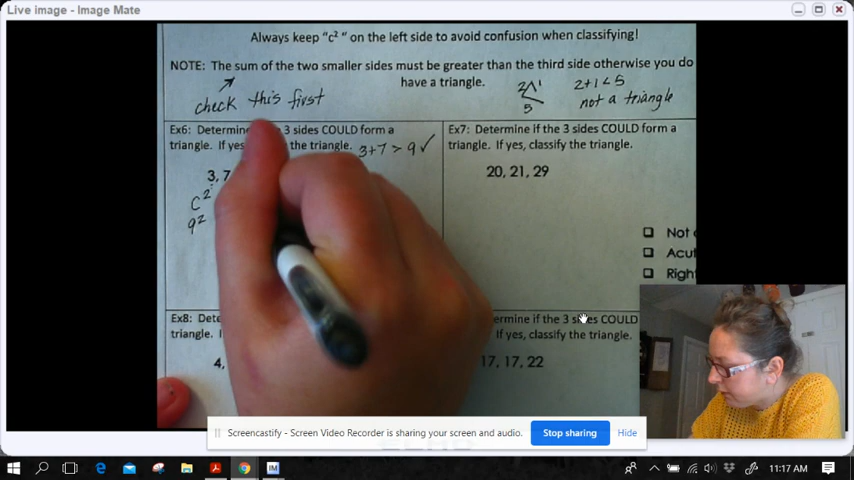 Live image - Image Mate
Always keep "c² " on the left side to avoid confusion when classifying!
NOTE: The sum of the two smaller sides must be greater than the third side otherwise you do
have a triangle.
check this first
2 1
5
2+1<5
not a triangle
Ex6: Determine 3 sides COULD form a
triangle. If yes the triangle. 3+7 > 9 ✓
3, 7
c²
9²
Ex7: Determine if the 3 sides COULD form a
triangle. If yes, classify the triangle.
20, 21, 29
Not
Acut
Righ
Ex8: Dete
triangle. I
4,
ermine if the 3 sides COULD
If yes, classify the triangle.
17, 17, 22
Screencastify - Screen Video Recorder is sharing your screen and audio.
Stop sharing
Hide
11:17 AM